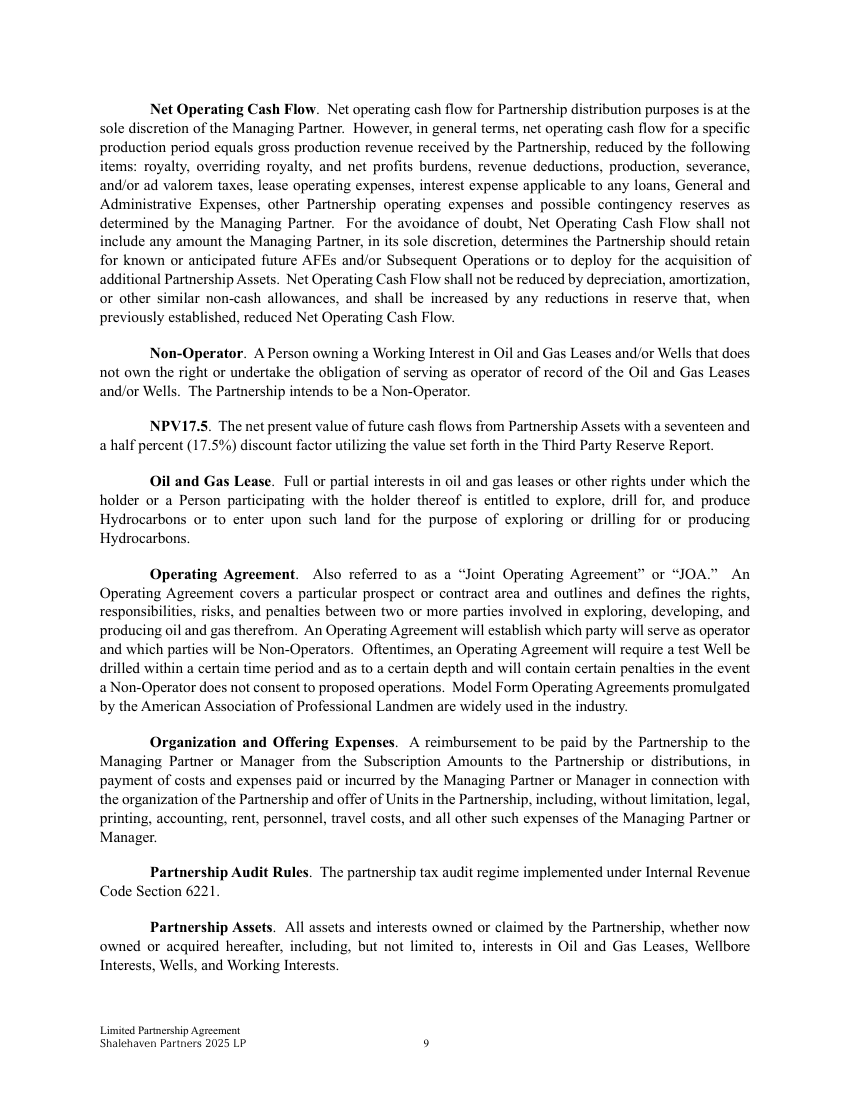 Net Operating Cash Flow. Net operating cash flow for Partnership distribution purposes is at the
sole discretion of the Managing Partner. However, in general terms, net operating cash flow for a specific
production period equals gross production revenue received by the Partnership, reduced by the following
items: royalty, overriding royalty, and net profits burdens, revenue deductions, production, severance,
and/or ad valorem taxes, lease operating expenses, interest expense applicable to any loans, General and
Administrative Expenses, other Partnership operating expenses and possible contingency reserves as
determined by the Managing Partner. For the avoidance of doubt, Net Operating Cash Flow shall not
include any amount the Managing Partner, in its sole discretion, determines the Partnership should retain
for known or anticipated future AFEs and/or Subsequent Operations or to deploy for the acquisition of
additional Partnership Assets. Net Operating Cash Flow shall not be reduced by depreciation, amortization,
or other similar non-cash allowances, and shall be increased by any reductions in reserve that, when
previously established, reduced Net Operating Cash Flow.
Non-Operator. A Person owning a Working Interest in Oil and Gas Leases and/or Wells that does
not own the right or undertake the obligation of serving as operator of record of the Oil and Gas Leases
and/or Wells. The Partnership intends to be a Non-Operator.
NPV17.5. The net present value of future cash flows from Partnership Assets with a seventeen and
a half percent (17.5%) discount factor utilizing the value set forth in the Third Party Reserve Report.
Oil and Gas Lease. Full or partial interests in oil and gas leases or other rights under which the
holder or a Person participating with the holder thereof is entitled to explore, drill for, and produce
Hydrocarbons or to enter upon such land for the purpose of exploring or drilling for or producing
Hydrocarbons.
Operating Agreement. Also referred to as a “Joint Operating Agreement” or “JOA.” An
Operating Agreement covers a particular prospect or contract area and outlines and defines the rights,
responsibilities, risks, and penalties between two or more parties involved in exploring, developing, and
producing oil and gas therefrom. An Operating Agreement will establish which party will serve as operator
and which parties will be Non-Operators. Oftentimes, an Operating Agreement will require a test Well be
drilled within a certain time period and as to a certain depth and will contain certain penalties in the event
a Non-Operator does not consent to proposed operations. Model Form Operating Agreements promulgated
by the American Association of Professional Landmen are widely used in the industry.
Organization and Offering Expenses. A reimbursement to be paid by the Partnership to the
Managing Partner or Manager from the Subscription Amounts to the Partnership or distributions, in
payment of costs and expenses paid or incurred by the Managing Partner or Manager in connection with
the organization of the Partnership and offer of Units in the Partnership, including, without limitation, legal,
printing, accounting, rent, personnel, travel costs, and all other such expenses of the Managing Partner or
Manager.
Partnership Audit Rules. The partnership tax audit regime implemented under Internal Revenue
Code Section 6221.
Partnership Assets. All assets and interests owned or claimed by the Partnership, whether now
owned or acquired hereafter, including, but not limited to, interests in Oil and Gas Leases, Wellbore
Interests, Wells, and Working Interests.
Limited Partnership Agreement
Shalehaven Partners 2025 LP 9